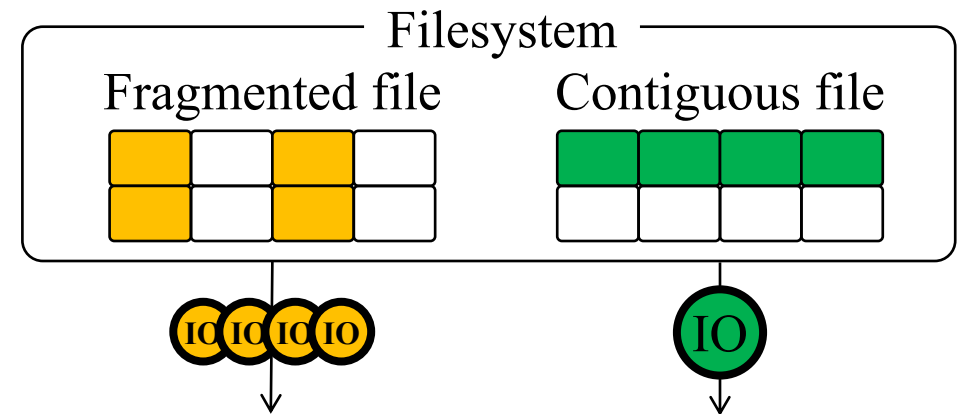 Filesystem
Fragmented file
Contiguous file
IO IO IO IO
IO